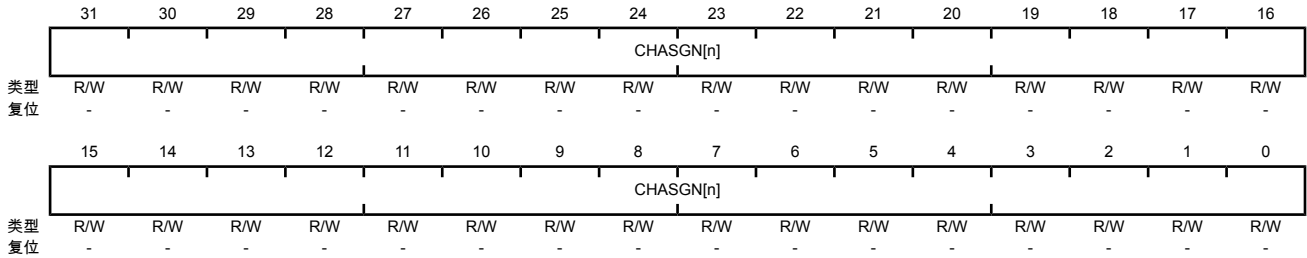 31 30 29 28 27 26 25 24 23 22 21 20 19 18 17 16
CHASGN[n]
类型 R/W R/W R/W R/W R/W R/W R/W R/W R/W R/W R/W R/W R/W R/W R/W R/W
复位 - - - - - - - - - - - - - - - -
15 14 13 12 11 10 9 8 7 6 5 4 3 2 1 0
CHASGN[n]
类型 R/W R/W R/W R/W R/W R/W R/W R/W R/W R/W R/W R/W R/W R/W R/W R/W
复位 - - - - - - - - - - - - - - - -